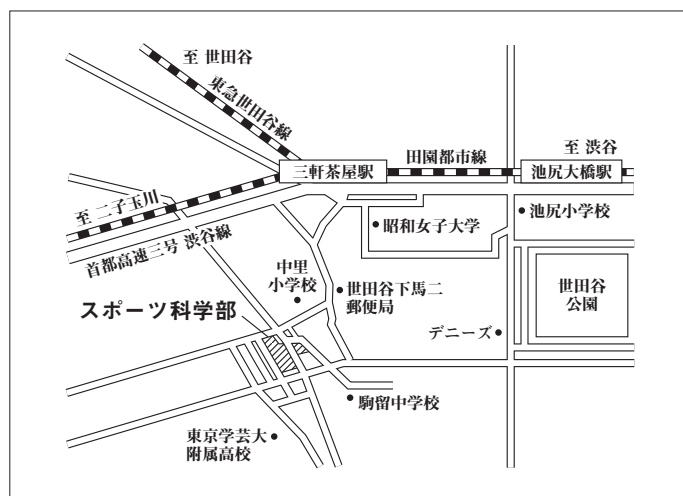 至 世田谷
東急世田谷線
三軒茶屋駅
田園都市線
至 渋谷
池尻大橋駅
至 二子玉川
首都高速三号 渋谷線
昭和女子大学
池尻小学校
中里
小学校
世田谷下馬二
郵便局
世田谷
公園
スポーツ科学部
デニーズ
駒留中学校
東京学芸大
附属高校